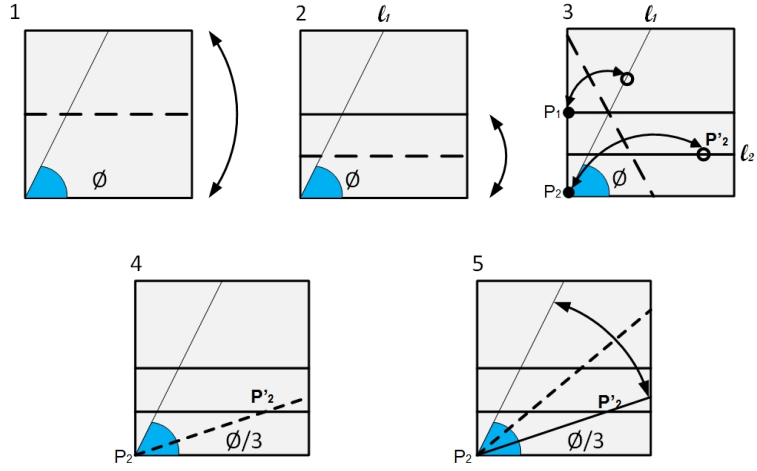 1
Ø
2
ℓ₁
Ø
3
ℓ₁
P₁
P'₂
ℓ₂
P₂
Ø
4
P'₂
Ø/3
P₂
5
P'₂
Ø/3
P₂